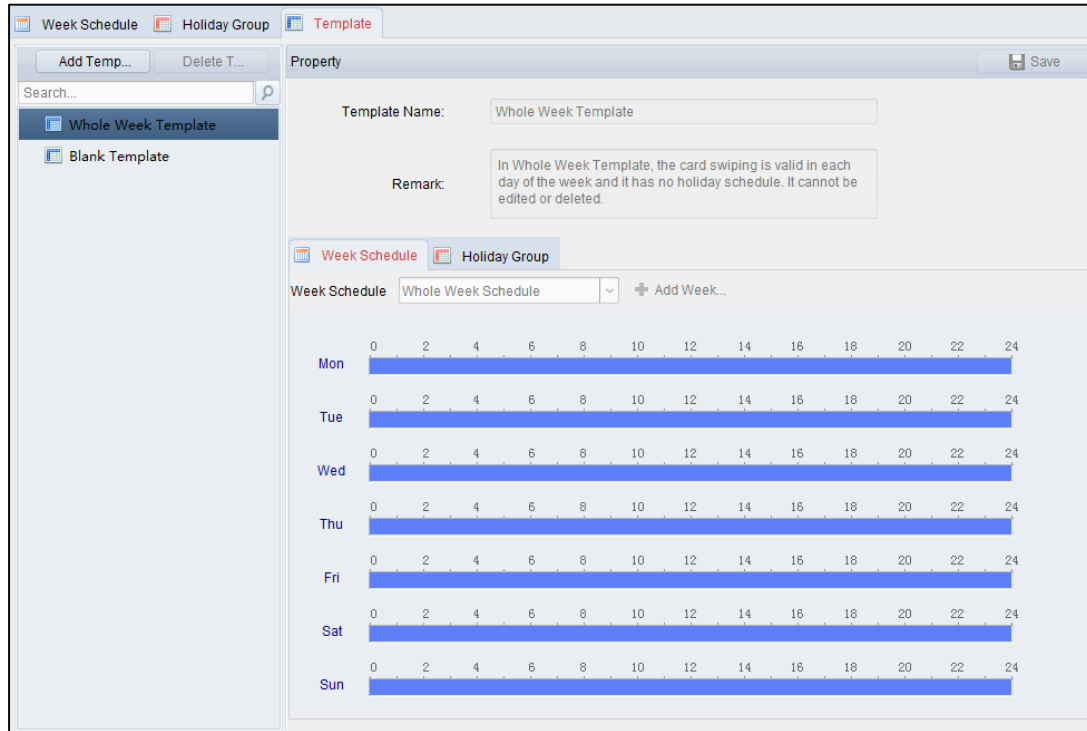 Week Schedule Holiday Group Template
Add Temp... Delete T... Property Save
Search...
Template Name: Whole Week Template
Whole Week Template
Blank Template
Remark: In Whole Week Template, the card swiping is valid in each
day of the week and it has no holiday schedule. It cannot be
edited or deleted.
Week Schedule Holiday Group
Week Schedule Whole Week Schedule Add Week...
0 2 4 6 8 10 12 14 16 18 20 22 24
Mon
0 2 4 6 8 10 12 14 16 18 20 22 24
Tue
0 2 4 6 8 10 12 14 16 18 20 22 24
Wed
0 2 4 6 8 10 12 14 16 18 20 22 24
Thu
0 2 4 6 8 10 12 14 16 18 20 22 24
Fri
0 2 4 6 8 10 12 14 16 18 20 22 24
Sat
0 2 4 6 8 10 12 14 16 18 20 22 24
Sun